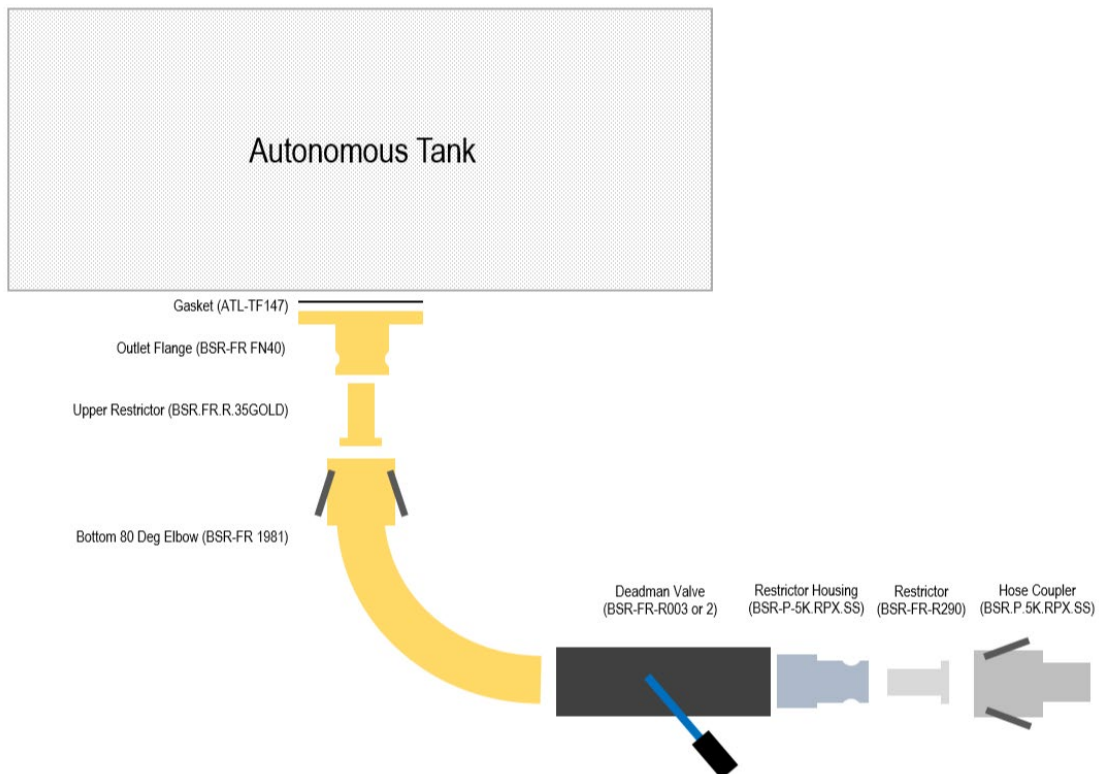 Autonomous Tank
Gasket (ATL-TF147)
Outlet Flange (BSR-FR FN40)
Upper Restrictor (BSR.FR.R.35GOLD)
Bottom 80 Deg Elbow (BSR-FR 1981)
Deadman Valve
(BSR-FR-R003 or 2)
Restrictor Housing
(BSR-P-5K.RPX.SS)
Restrictor
(BSR-FR-R290)
Hose Coupler
(BSR.P.5K.RPX.SS)